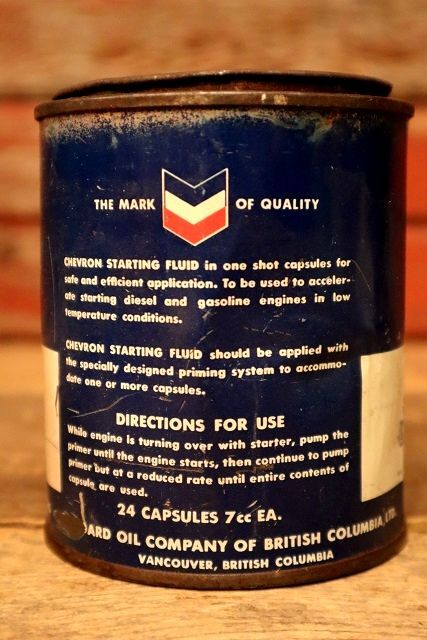 THE MARK OF QUALITY
CHEVRON STARTING FLUID in one shot capsules for
safe and efficient application. To be used to acceler-
ate starting diesel and gasoline engines in low
temperature conditions.
CHEVRON STARTING FLUID should be applied with
the specially designed priming system to accommo-
date one or more capsules.
DIRECTIONS FOR USE
While engine is turning over with starter, pump the
primer until the engine starts, then continue to pump
primer but at a reduced rate until entire contents of
capsule are used.
24 CAPSULES 7cc EA.
ARD OIL COMPANY OF BRITISH COLUMBIA, LTD.
VANCOUVER, BRITISH COLUMBIA